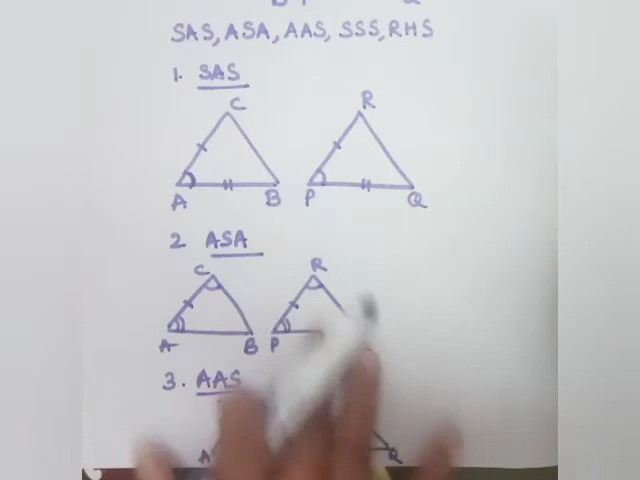 SAS, ASA, AAS, SSS, RHS
1. SAS
C R
A B P Q
2. ASA
C R
A B P
3. AAS
A Q